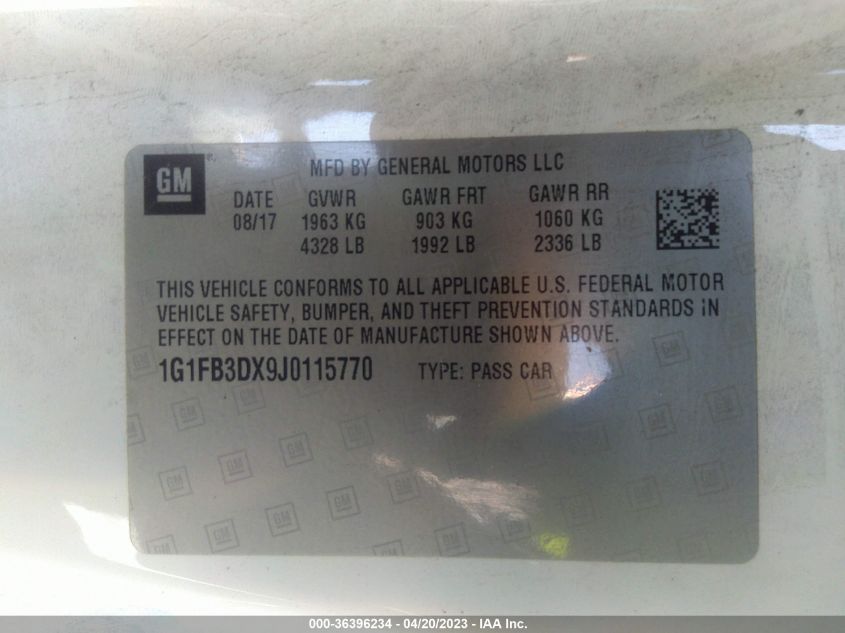 GM® MFD BY GENERAL MOTORS LLC
DATE GVWR GAWR FRT GAWR RR
08/17 1963 KG 903 KG 1060 KG
4328 LB 1992 LB 2336 LB
THIS VEHICLE CONFORMS TO ALL APPLICABLE U.S. FEDERAL MOTOR
VEHICLE SAFETY, BUMPER, AND THEFT PREVENTION STANDARDS IN
EFFECT ON THE DATE OF MANUFACTURE SHOWN ABOVE.
1G1FB3DX9J0115770 TYPE: PASS CAR
000-36396234 - 04/20/2023 - IAA Inc.